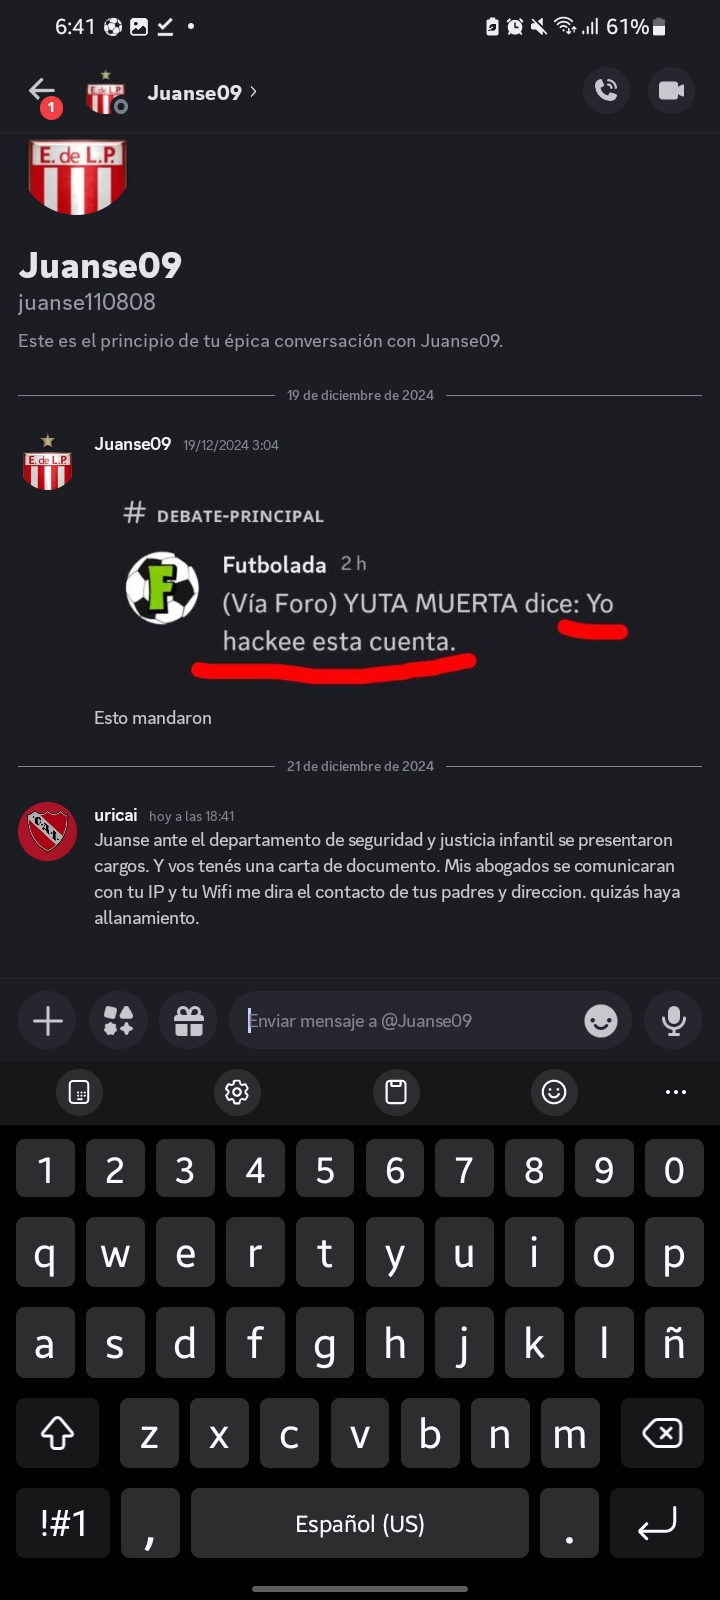 6:41
61%
1
Juanse09
E. de L.P.
Juanse09
juanse110808
Este es el principio de tu épica conversación con Juanse09.
19 de diciembre de 2024
Juanse09 19/12/2024 3:04
E. de L.P.
# DEBATE-PRINCIPAL
F
Futbolada 2 h
(Vía Foro) YUTA MUERTA dice: Yo
hackee esta cuenta.
Esto mandaron
21 de diciembre de 2024
uricai hoy a las 18:41
C.A.I.
Juanse ante el departamento de seguridad y justicia infantil se presentaron
cargos. Y vos tenés una carta de documento. Mis abogados se comunicaran
con tu IP y tu Wifi me dira el contacto de tus padres y direccion. quizás haya
allanamiento.
Enviar mensaje a @Juanse09
1 2 3 4 5 6 7 8 9 0
q w e r t y u i o p
a s d f g h j k l ñ
z x c v b n m
!#1 , Español (US) .